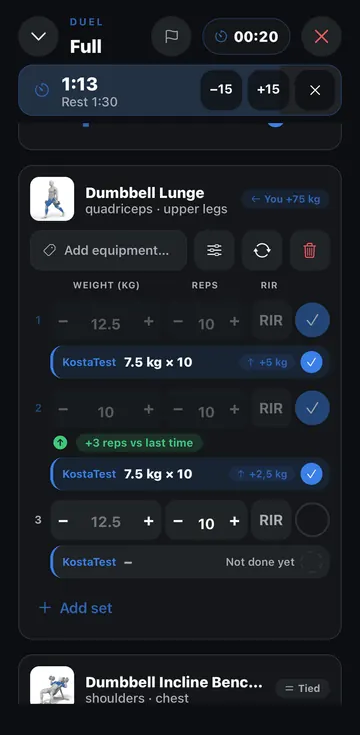 DUEL
Full
00:20
1:13
Rest 1:30
−15
+15
Dumbbell Lunge
quadriceps · upper legs
← You +75 kg
Add equipment...
WEIGHT (KG) REPS RIR
1 − 12.5 + − 10 + RIR
KostaTest 7.5 kg × 10 ↑ +5 kg
2 − 10 + − 10 + RIR
+3 reps vs last time
KostaTest 7.5 kg × 10 ↑ +2,5 kg
3 − 12.5 + − 10 + RIR
KostaTest – Not done yet
+ Add set
Dumbbell Incline Benc...
shoulders · chest
= Tied